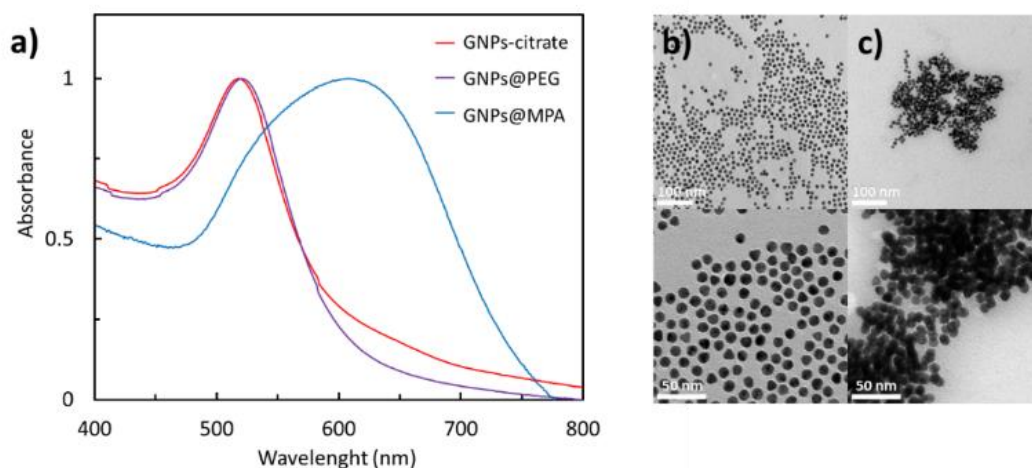 a)
GNPs-citrate
GNPs@PEG
GNPs@MPA
1
0.5
0
Absorbance
400 500 600 700 800
Wavelenght (nm)
b)
c)
100 nm
100 nm
50 nm
50 nm